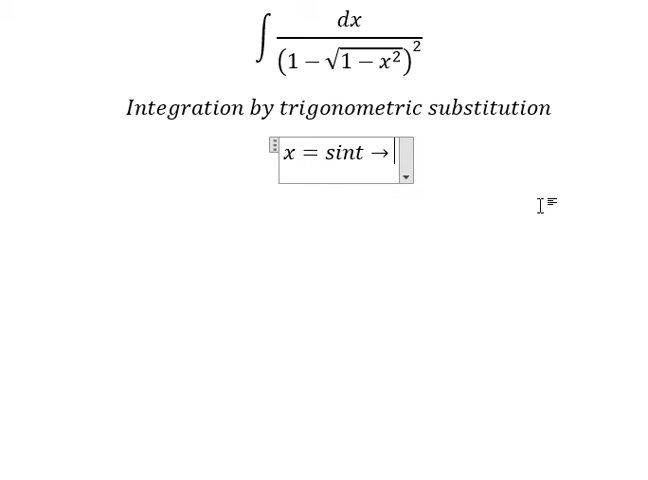 ∫ dx / (1 − √(1 − x²))²
Integration by trigonometric substitution
x = sint →